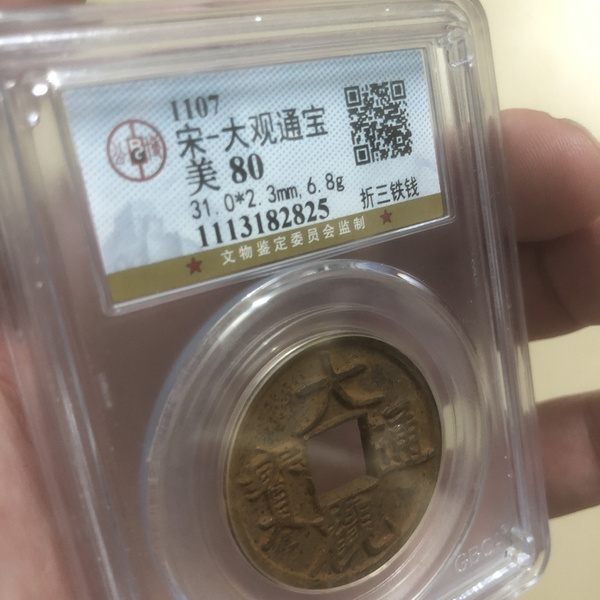 1107
宋-大观通宝
美 80
31.0*2.3mm,6.8g
折三铁钱
1113182825
文物鉴定委员会监制
大
通
觀
寳